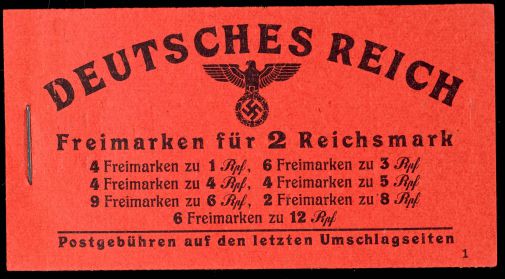 DEUTSCHES REICH
Freimarken für 2 Reichsmark
4 Freimarken zu 1 Rpf, 6 Freimarken zu 3 Rpf
4 Freimarken zu 4 Rpf, 4 Freimarken zu 5 Rpf
9 Freimarken zu 6 Rpf, 2 Freimarken zu 8 Rpf
6 Freimarken zu 12 Rpf
Postgebühren auf den letzten Umschlagseiten
1